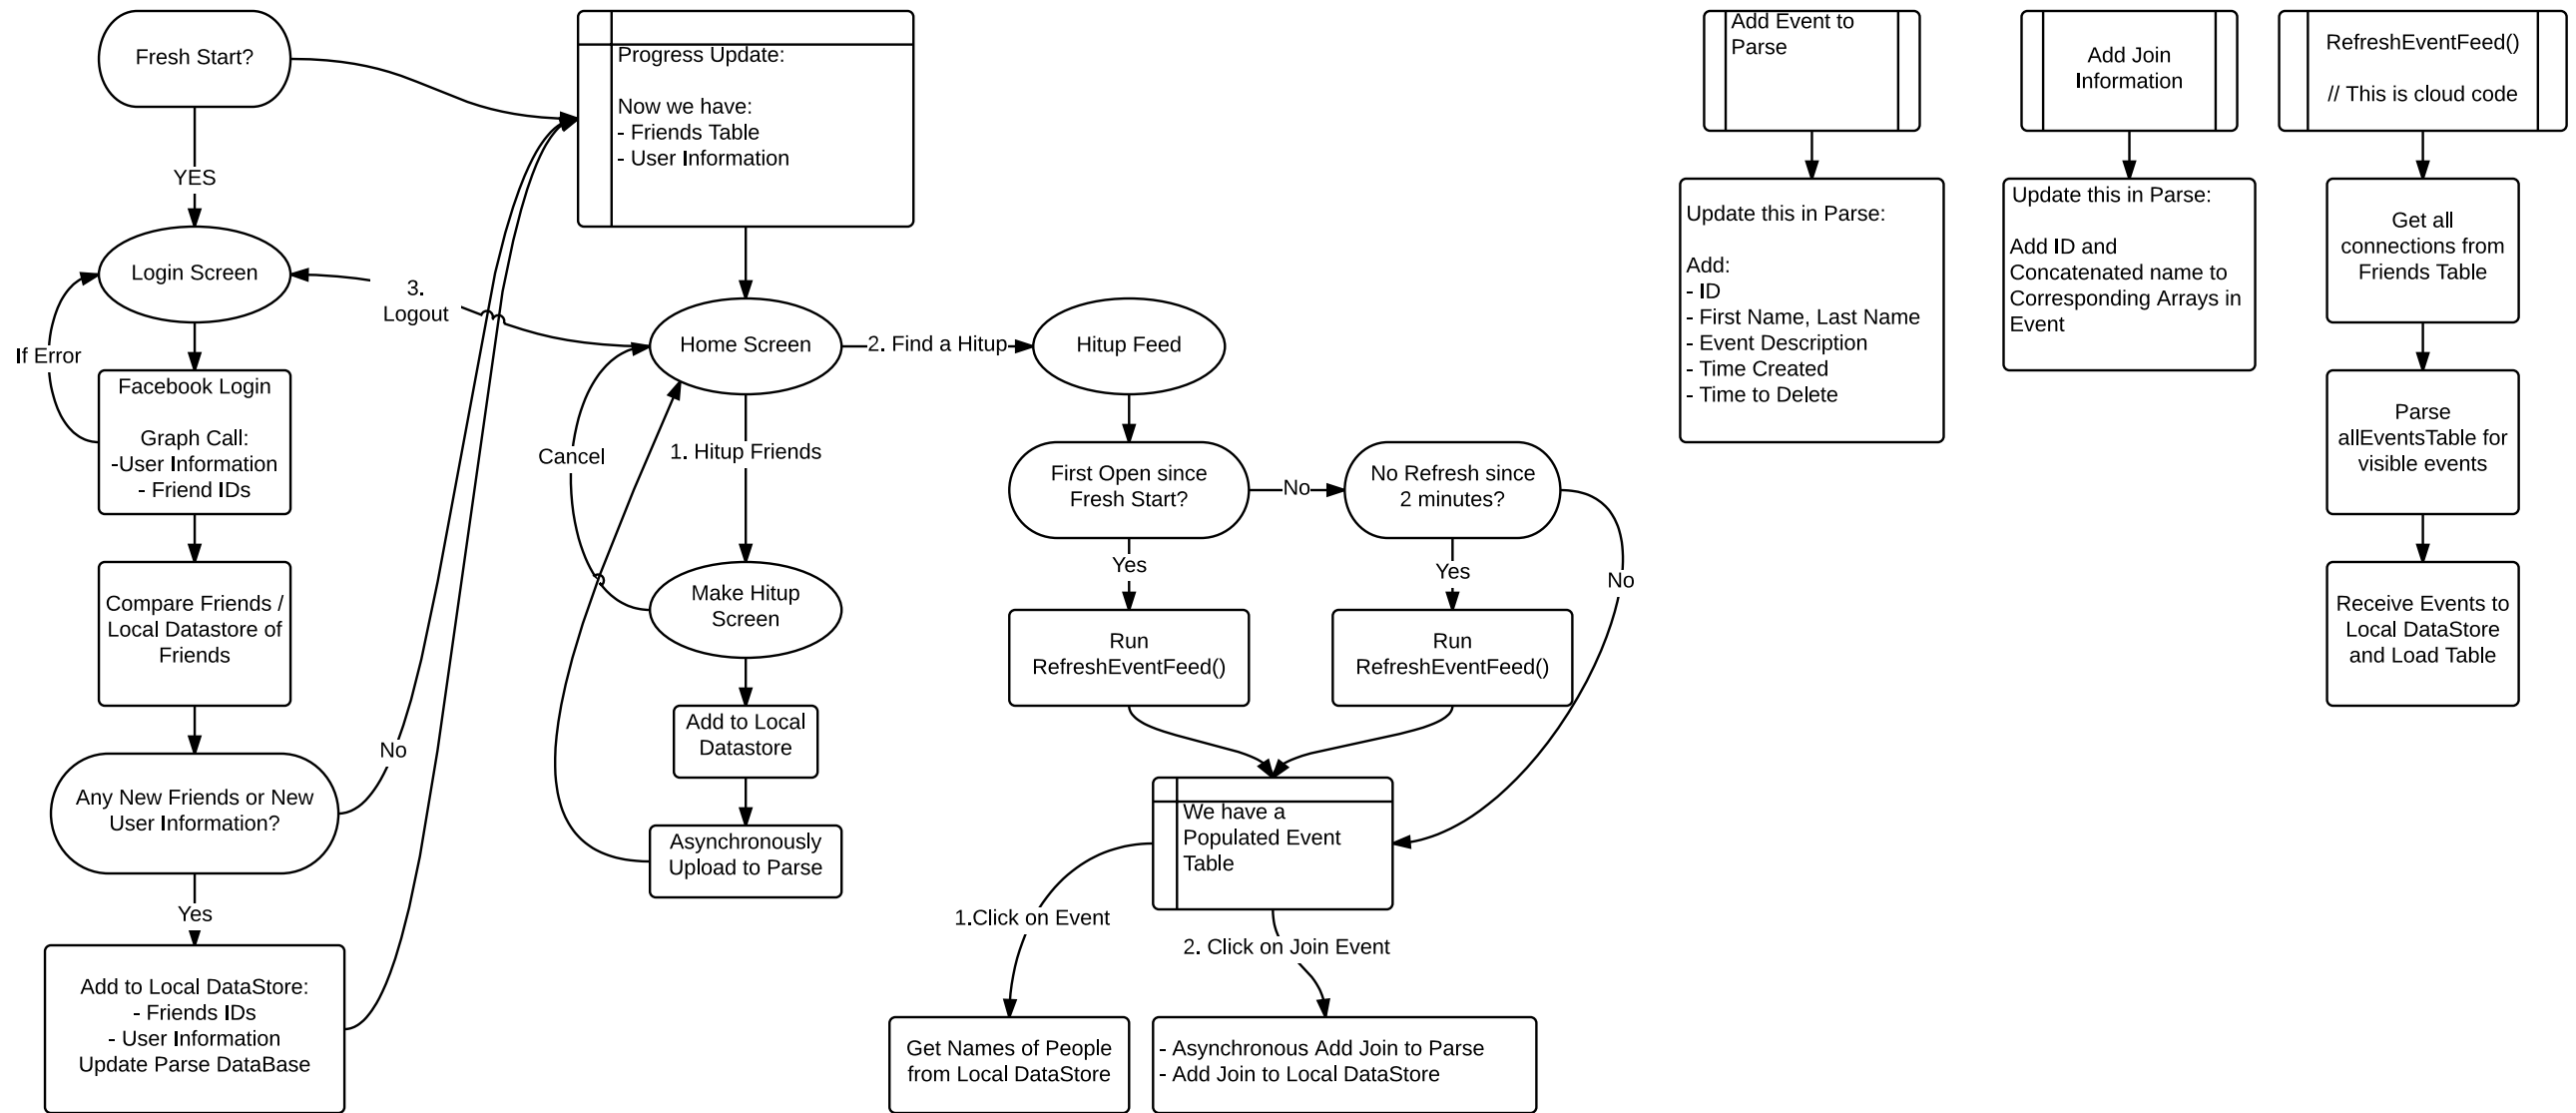 Fresh Start?
YES
Login Screen
If Error
Facebook Login
Graph Call:
-User Information
- Friend IDs
Compare Friends /
Local Datastore of
Friends
Any New Friends or New
User Information?
No
Yes
Add to Local DataStore:
- Friends IDs
- User Information
Update Parse DataBase
Progress Update:
Now we have:
- Friends Table
- User Information
3.
Logout
Home Screen
Cancel
1. Hitup Friends
Make Hitup
Screen
Add to Local
Datastore
Asynchronously
Upload to Parse
2. Find a Hitup
Hitup Feed
First Open since
Fresh Start?
No
No Refresh since
2 minutes?
Yes
Yes
No
Run
RefreshEventFeed()
Run
RefreshEventFeed()
We have a
Populated Event
Table
1.Click on Event
2. Click on Join Event
Get Names of People
from Local DataStore
- Asynchronous Add Join to Parse
- Add Join to Local DataStore
Add Event to
Parse
Update this in Parse:
Add:
- ID
- First Name, Last Name
- Event Description
- Time Created
- Time to Delete
Add Join
Information
Update this in Parse:
Add ID and
Concatenated name to
Corresponding Arrays in
Event
RefreshEventFeed()
// This is cloud code
Get all
connections from
Friends Table
Parse
allEventsTable for
visible events
Receive Events to
Local DataStore
and Load Table